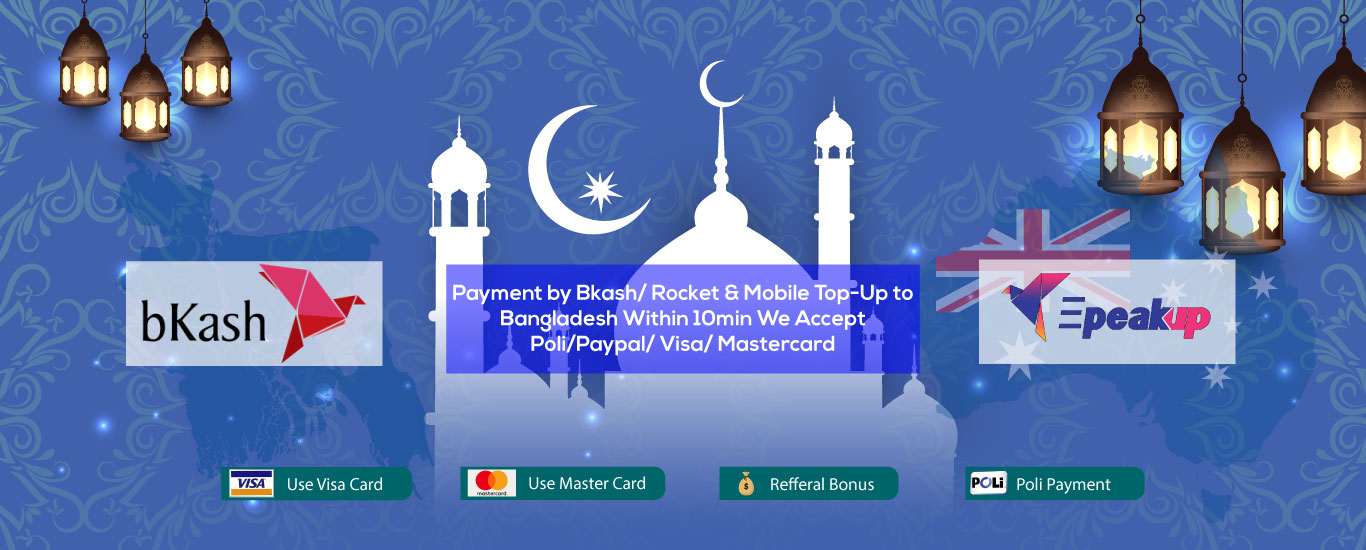 bKash
Payment by Bkash/ Rocket & Mobile Top-Up to
Bangladesh Within 10min We Accept
Poli/Paypal/ Visa/ Mastercard
Epeakup
VISA Use Visa Card
mastercard Use Master Card
$ Refferal Bonus
POLi Poli Payment